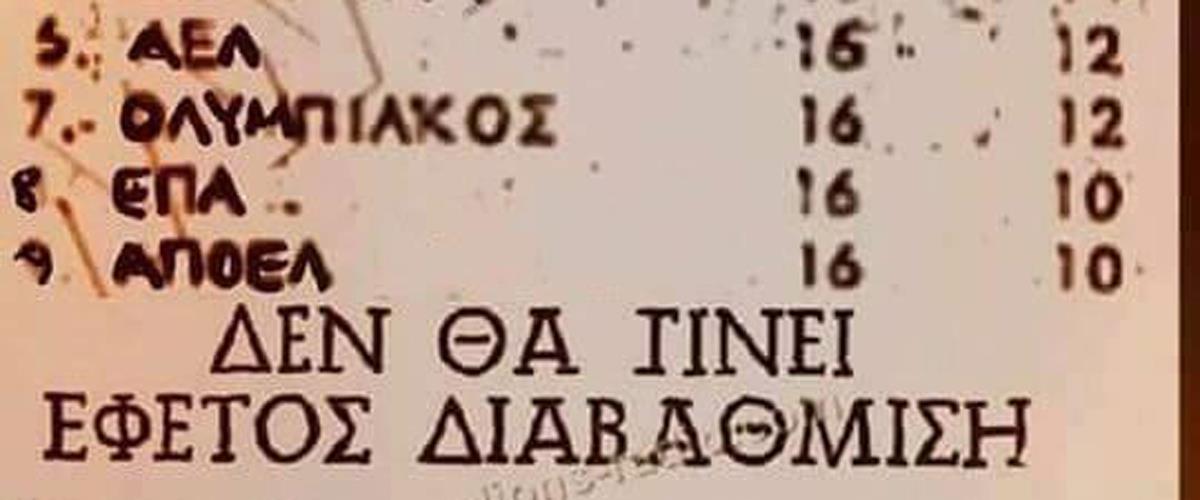 5. ΑΕΛ 16 12
7. ΟΛΥΜΠΙΑΚΟΣ 16 12
8. ΕΠΑ 16 10
9 ΑΠΟΕΛ 16 10
ΔΕΝ ΘΑ ΓΙΝΕΙ
ΕΦΕΤΟΣ ΔΙΑΒΑΘΜΙΣΗ